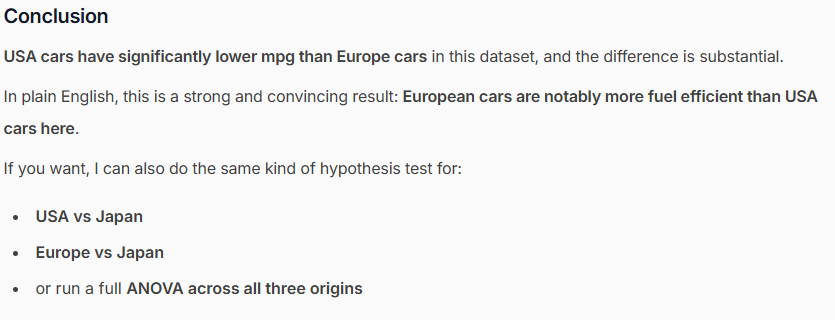 Conclusion
USA cars have significantly lower mpg than Europe cars in this dataset, and the difference is substantial.
In plain English, this is a strong and convincing result: European cars are notably more fuel efficient than USA
cars here.
If you want, I can also do the same kind of hypothesis test for:
• USA vs Japan
• Europe vs Japan
• or run a full ANOVA across all three origins